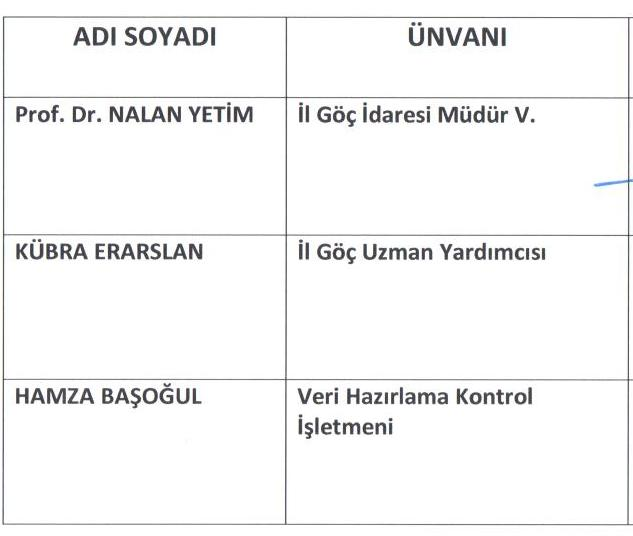 ADI SOYADI ÜNVANI
Prof. Dr. NALAN YETİM İl Göç İdaresi Müdür V.
KÜBRA ERARSLAN İl Göç Uzman Yardımcısı
HAMZA BAŞOĞUL Veri Hazırlama Kontrol
İşletmeni